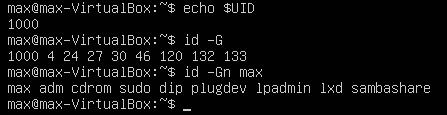 max@max-VirtualBox:~$ echo $UID
1000
max@max-VirtualBox:~$ id -G
1000 4 24 27 30 46 120 132 133
max@max-VirtualBox:~$ id -Gn max
max adm cdrom sudo dip plugdev lpadmin lxd sambashare
max@max-VirtualBox:~$ _